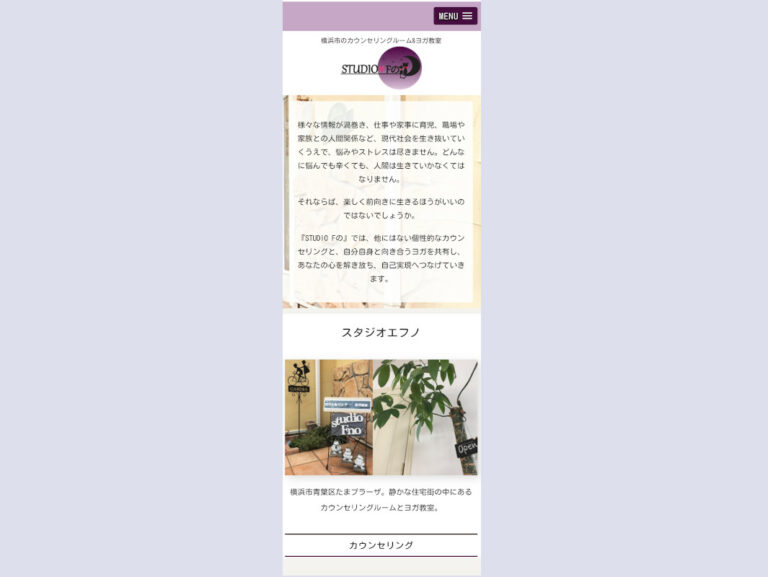 MENU
横浜市のカウンセリングルーム&ヨガ教室
STUDIO Fの
様々な情報が渦巻き、仕事や家事に育児、職場や
家族との人間関係など、現代社会を生き抜いてい
くうえで、悩みやストレスは尽きません。どんな
に悩んでも辛くても、人間は生きていかなくては
なりません。
それならば、楽しく前向きに生きるほうがいいの
ではないでしょうか。
『STUDIO Fの』では、他にはない個性的なカウン
セリングと、自分自身と向き合うヨガを共有し、
あなたの心を解き放ち、自己実現へつなげていき
ます。
スタジオエフノ
studio
Fno
Open
横浜市青葉区たまプラーザ。静かな住宅街の中にある
カウンセリングルームとヨガ教室。
カウンセリング